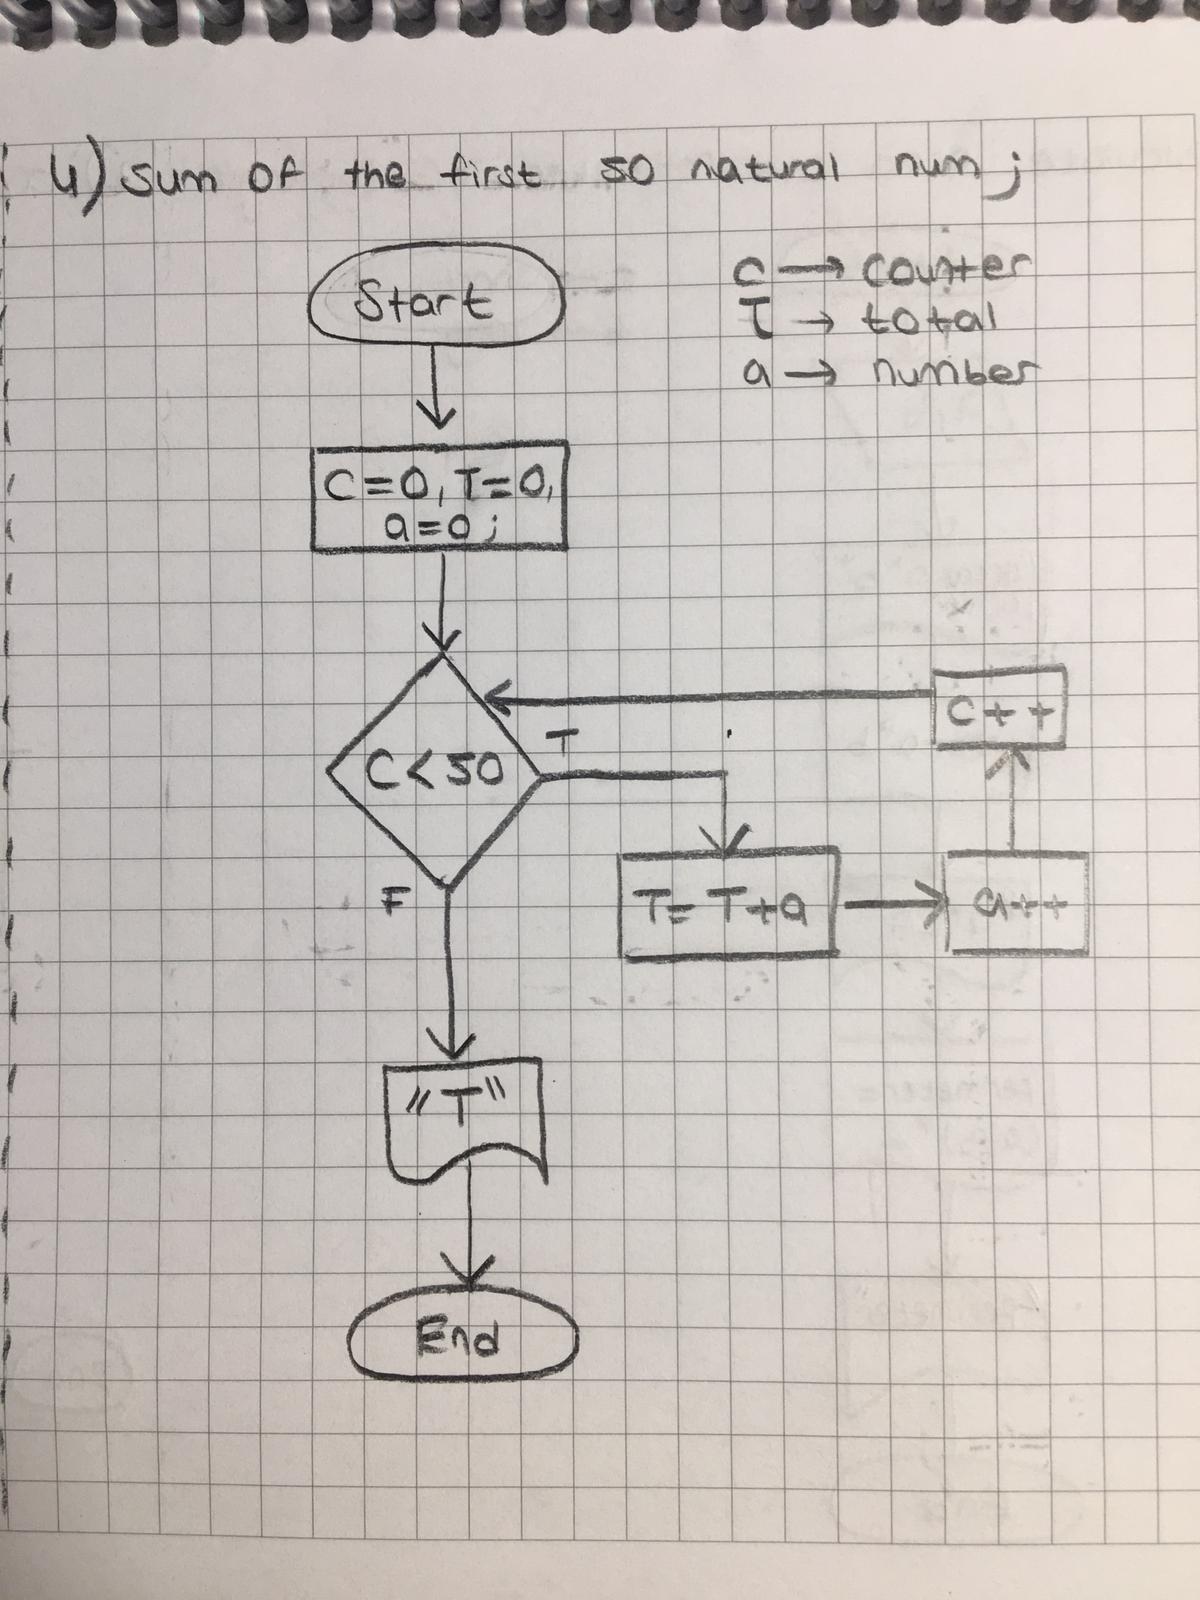 4) sum of the first 50 natural num;
Start
C → counter
T → total
a → number
C=0, T=0,
a=0;
C++
T
C<50
F
T=T+a
a++
"T"
End